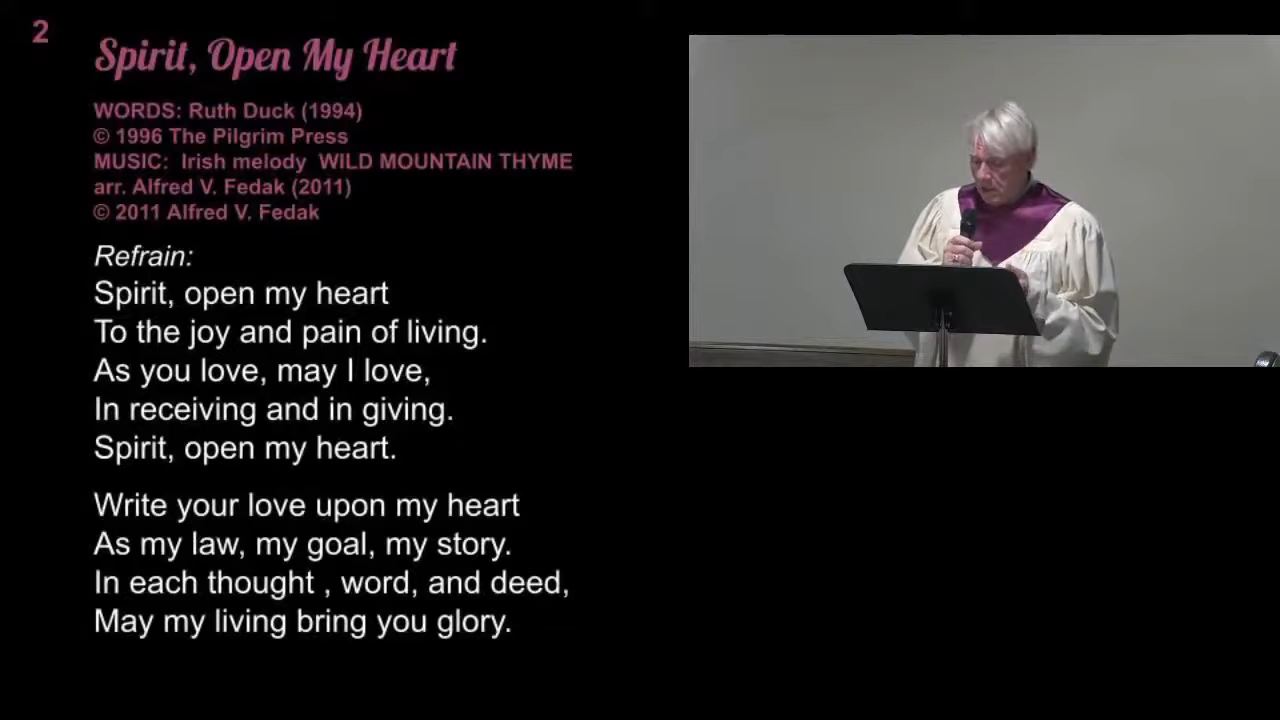 2
Spirit, Open My Heart
WORDS: Ruth Duck (1994)
© 1996 The Pilgrim Press
MUSIC:  Irish melody  WILD MOUNTAIN THYME
arr. Alfred V. Fedak (2011)
© 2011 Alfred V. Fedak
Refrain:
Spirit, open my heart
To the joy and pain of living.
As you love, may I love,
In receiving and in giving.
Spirit, open my heart.
Write your love upon my heart
As my law, my goal, my story.
In each thought , word, and deed,
May my living bring you glory.